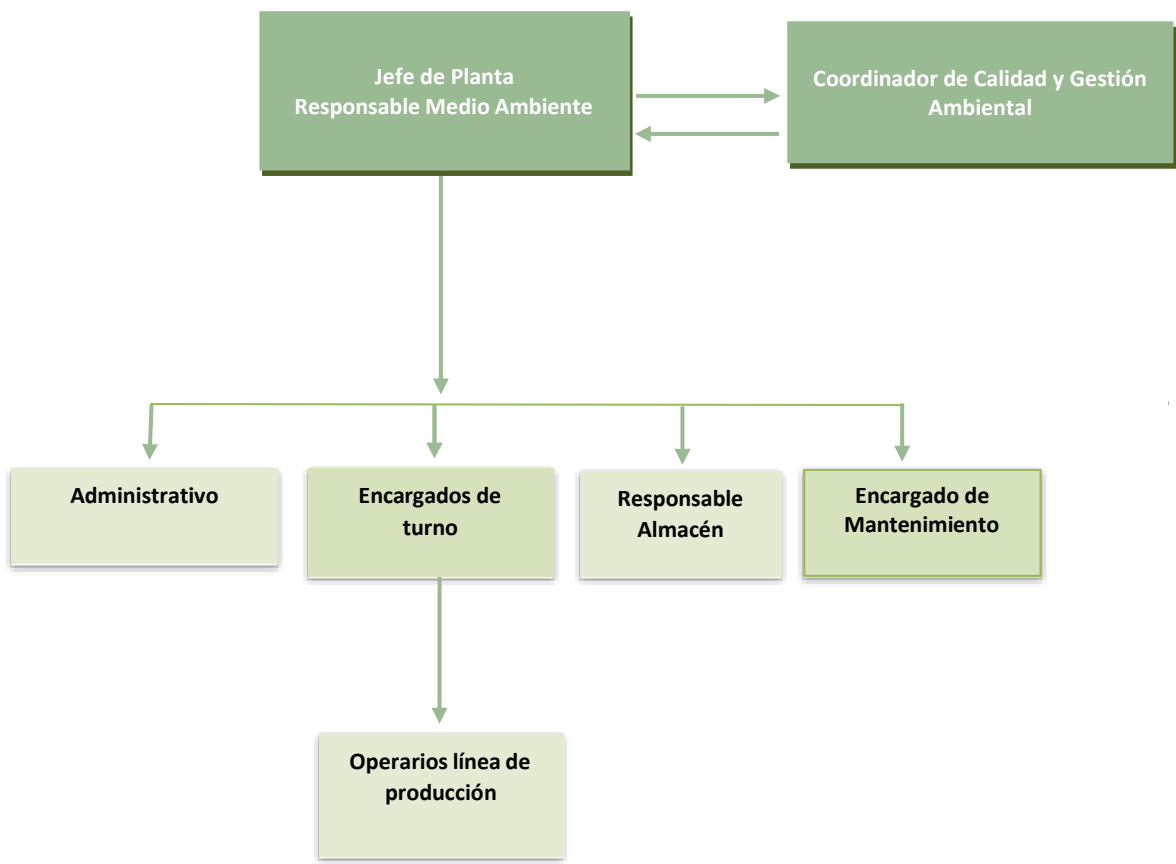 Jefe de Planta
Responsable Medio Ambiente
Coordinador de Calidad y Gestión
Ambiental
Administrativo
Encargados de
turno
Responsable
Almacén
Encargado de
Mantenimiento
Operarios línea de
producción